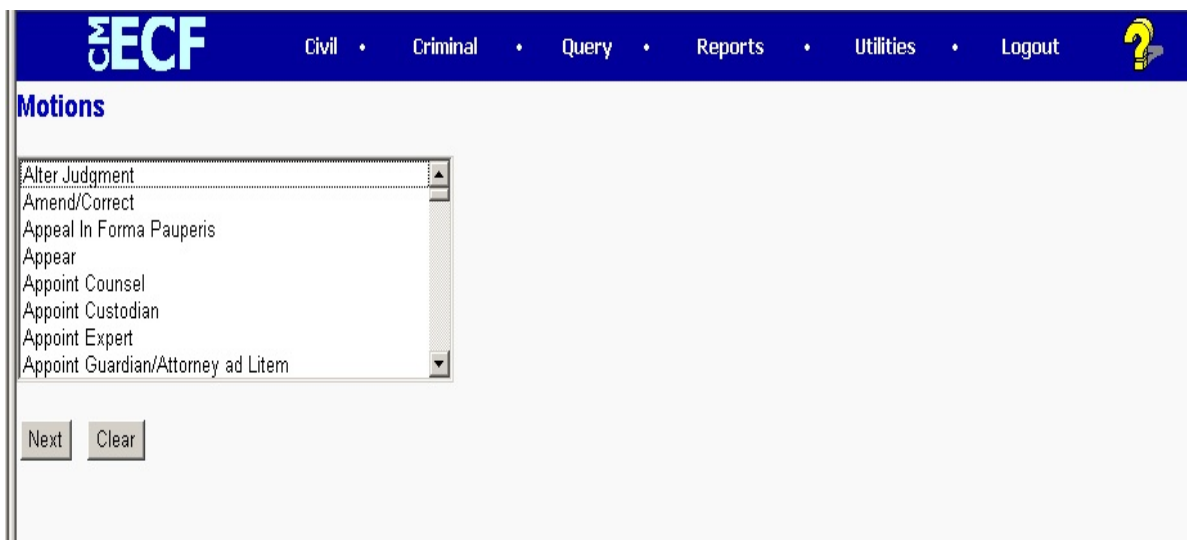 CM ECF Civil • Criminal • Query • Reports • Utilities • Logout ?
Motions
Alter Judgment
Amend/Correct
Appeal In Forma Pauperis
Appear
Appoint Counsel
Appoint Custodian
Appoint Expert
Appoint Guardian/Attorney ad Litem
Next Clear